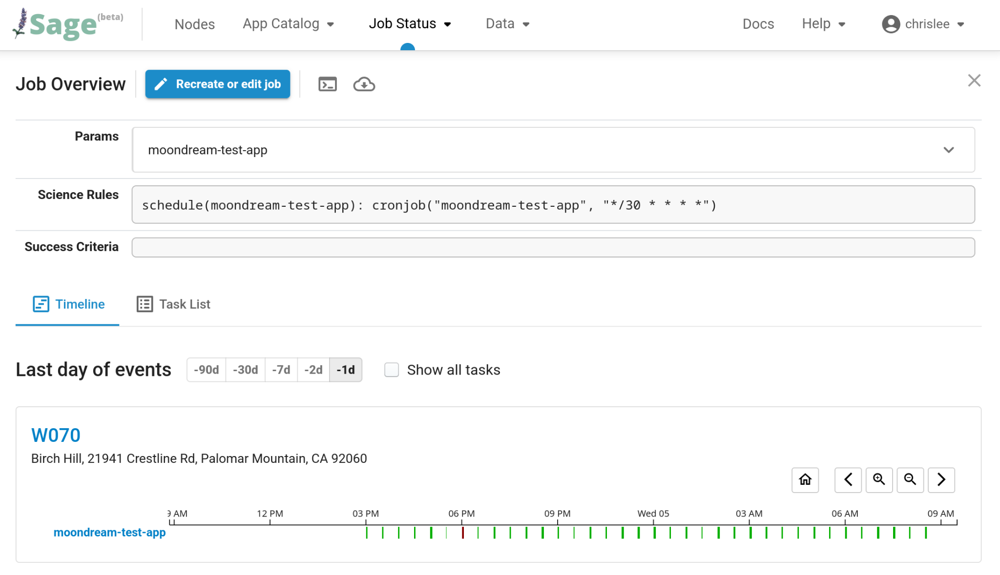 Sage (beta)
Nodes App Catalog Job Status Data Docs Help chrislee
Job Overview Recreate or edit job
Params moondream-test-app
Science Rules schedule(moondream-test-app): cronjob("moondream-test-app", "*/30 * * * *")
Success Criteria
Timeline Task List
Last day of events -90d -30d -7d -2d -1d Show all tasks
W070
Birch Hill, 21941 Crestline Rd, Palomar Mountain, CA 92060
9 AM 12 PM 03 PM 06 PM 09 PM Wed 05 03 AM 06 AM 09 AM
moondream-test-app